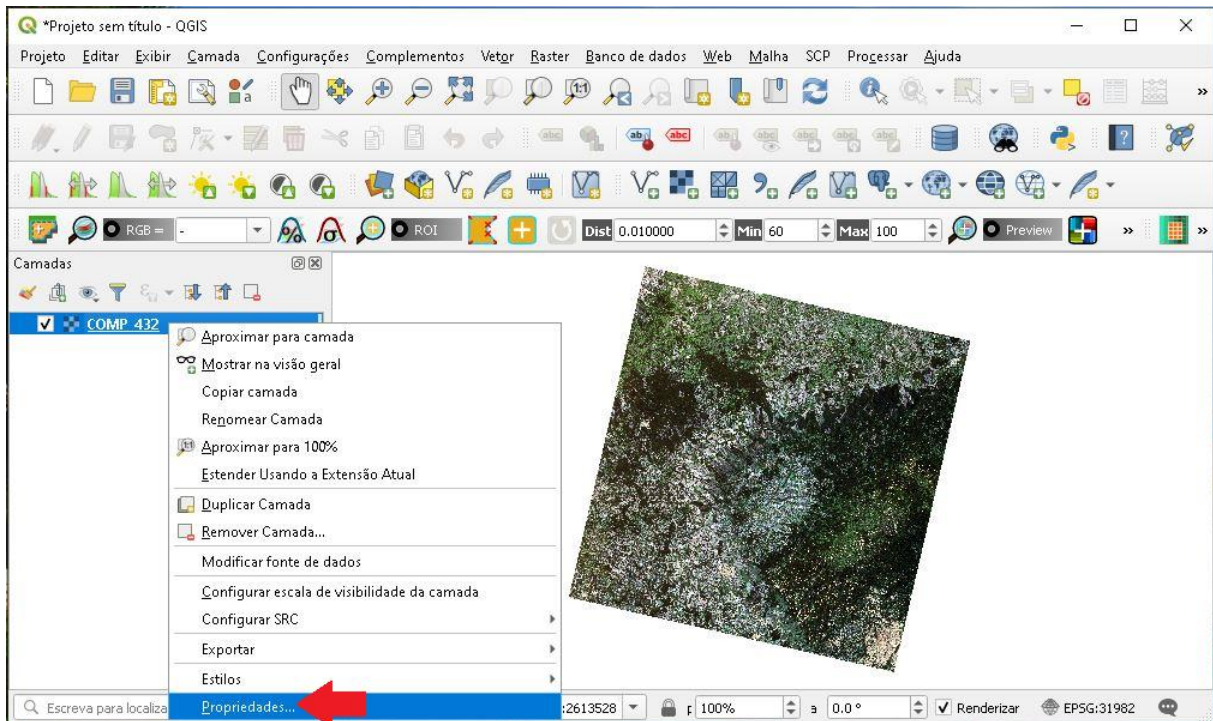 *Projeto sem título - QGIS
Projeto Editar Exibir Camada Configurações Complementos Vetor Raster Banco de dados Web Malha SCP Processar Ajuda
RGB = - ROI Dist 0.010000 Min 60 Max 100 Preview »
Camadas
COMP_432
Aproximar para camada
Mostrar na visão geral
Copiar camada
Renomear Camada
Aproximar para 100%
Estender Usando a Extensão Atual
Duplicar Camada
Remover Camada...
Modificar fonte de dados
Configurar escala de visibilidade da camada
Configurar SRC
Exportar
Estilos
Propriedades...
Escreva para localiza :2613528 100% 0.0 ° Renderizar EPSG:31982